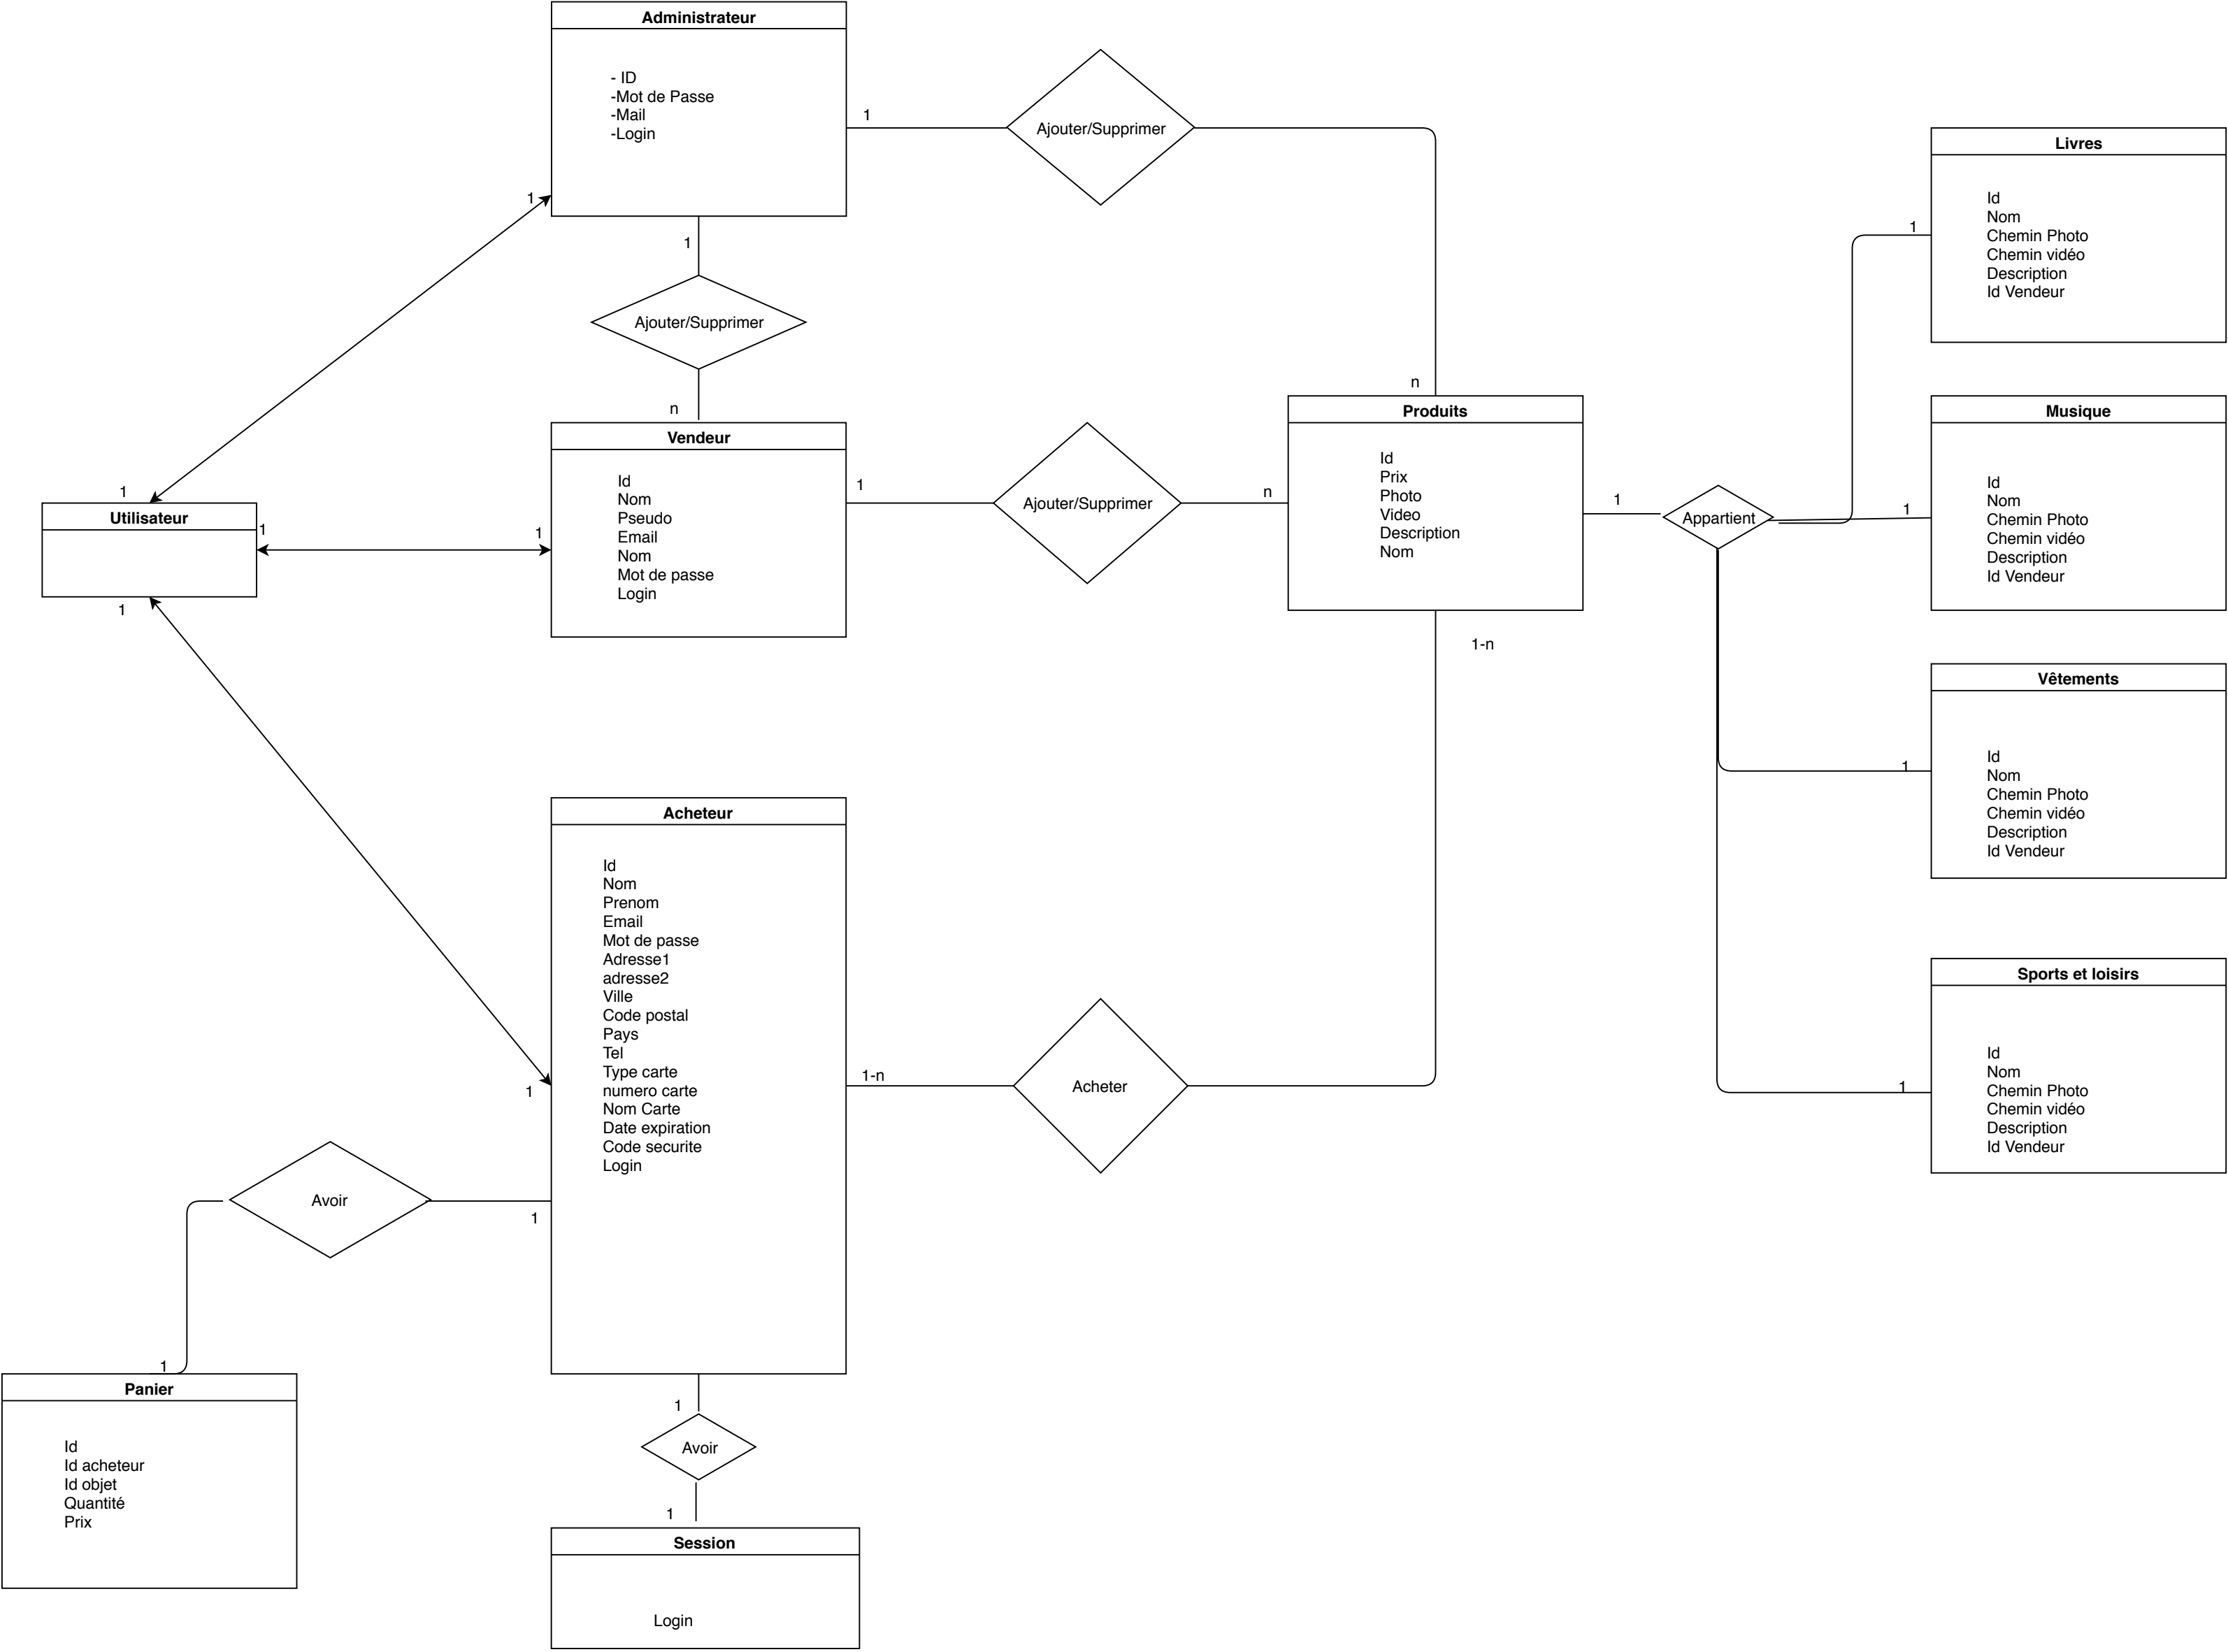 Administrateur
- ID
-Mot de Passe
-Mail
-Login
1
Ajouter/Supprimer
1
1
Ajouter/Supprimer
n
n
1
Utilisateur
1
1
1
Vendeur
Id
Nom
Pseudo
Email
Nom
Mot de passe
Login
1
Ajouter/Supprimer
n
Produits
Id
Prix
Photo
Video
Description
Nom
1
Appartient
1-n
Livres
Id
Nom
Chemin Photo
Chemin vidéo
Description
Id Vendeur
1
Musique
Id
Nom
Chemin Photo
Chemin vidéo
Description
Id Vendeur
1
Vêtements
Id
Nom
Chemin Photo
Chemin vidéo
Description
Id Vendeur
1
Sports et loisirs
Id
Nom
Chemin Photo
Chemin vidéo
Description
Id Vendeur
1
Acheteur
Id
Nom
Prenom
Email
Mot de passe
Adresse1
adresse2
Ville
Code postal
Pays
Tel
Type carte
numero carte
Nom Carte
Date expiration
Code securite
Login
1-n
Acheter
1
Avoir
1
1
Panier
Id
Id acheteur
Id objet
Quantité
Prix
1
Avoir
1
Session
Login